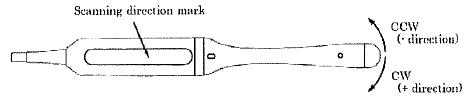 Scanning direction mark
CCW
(- direction)
CW
(+ direction)